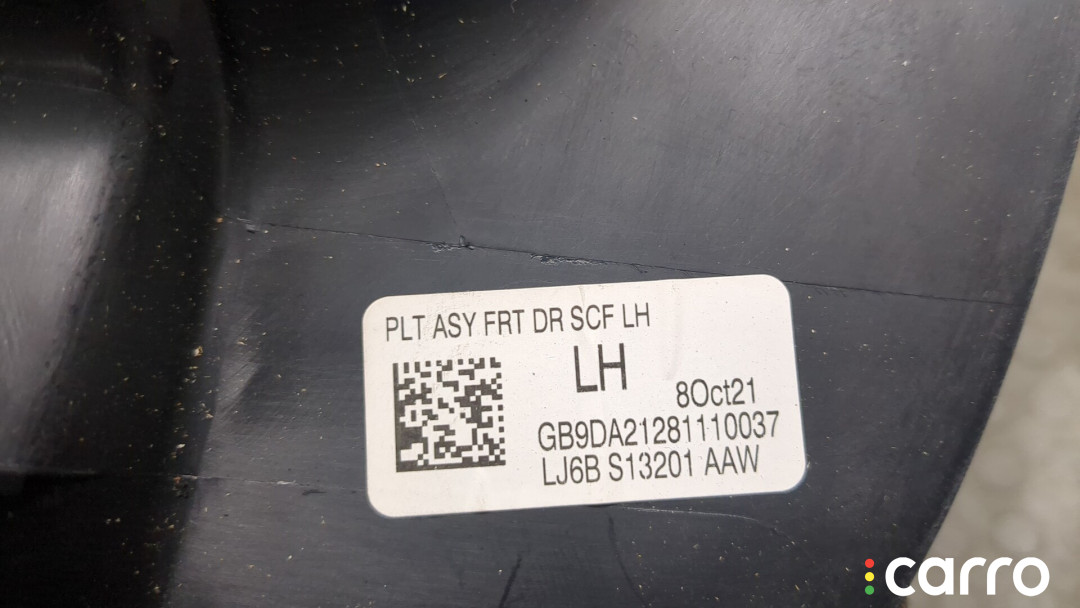 PLT ASY FRT DR SCF LH
LH
8Oct21
GB9DA21281110037
LJ6B S13201 AAW
carro